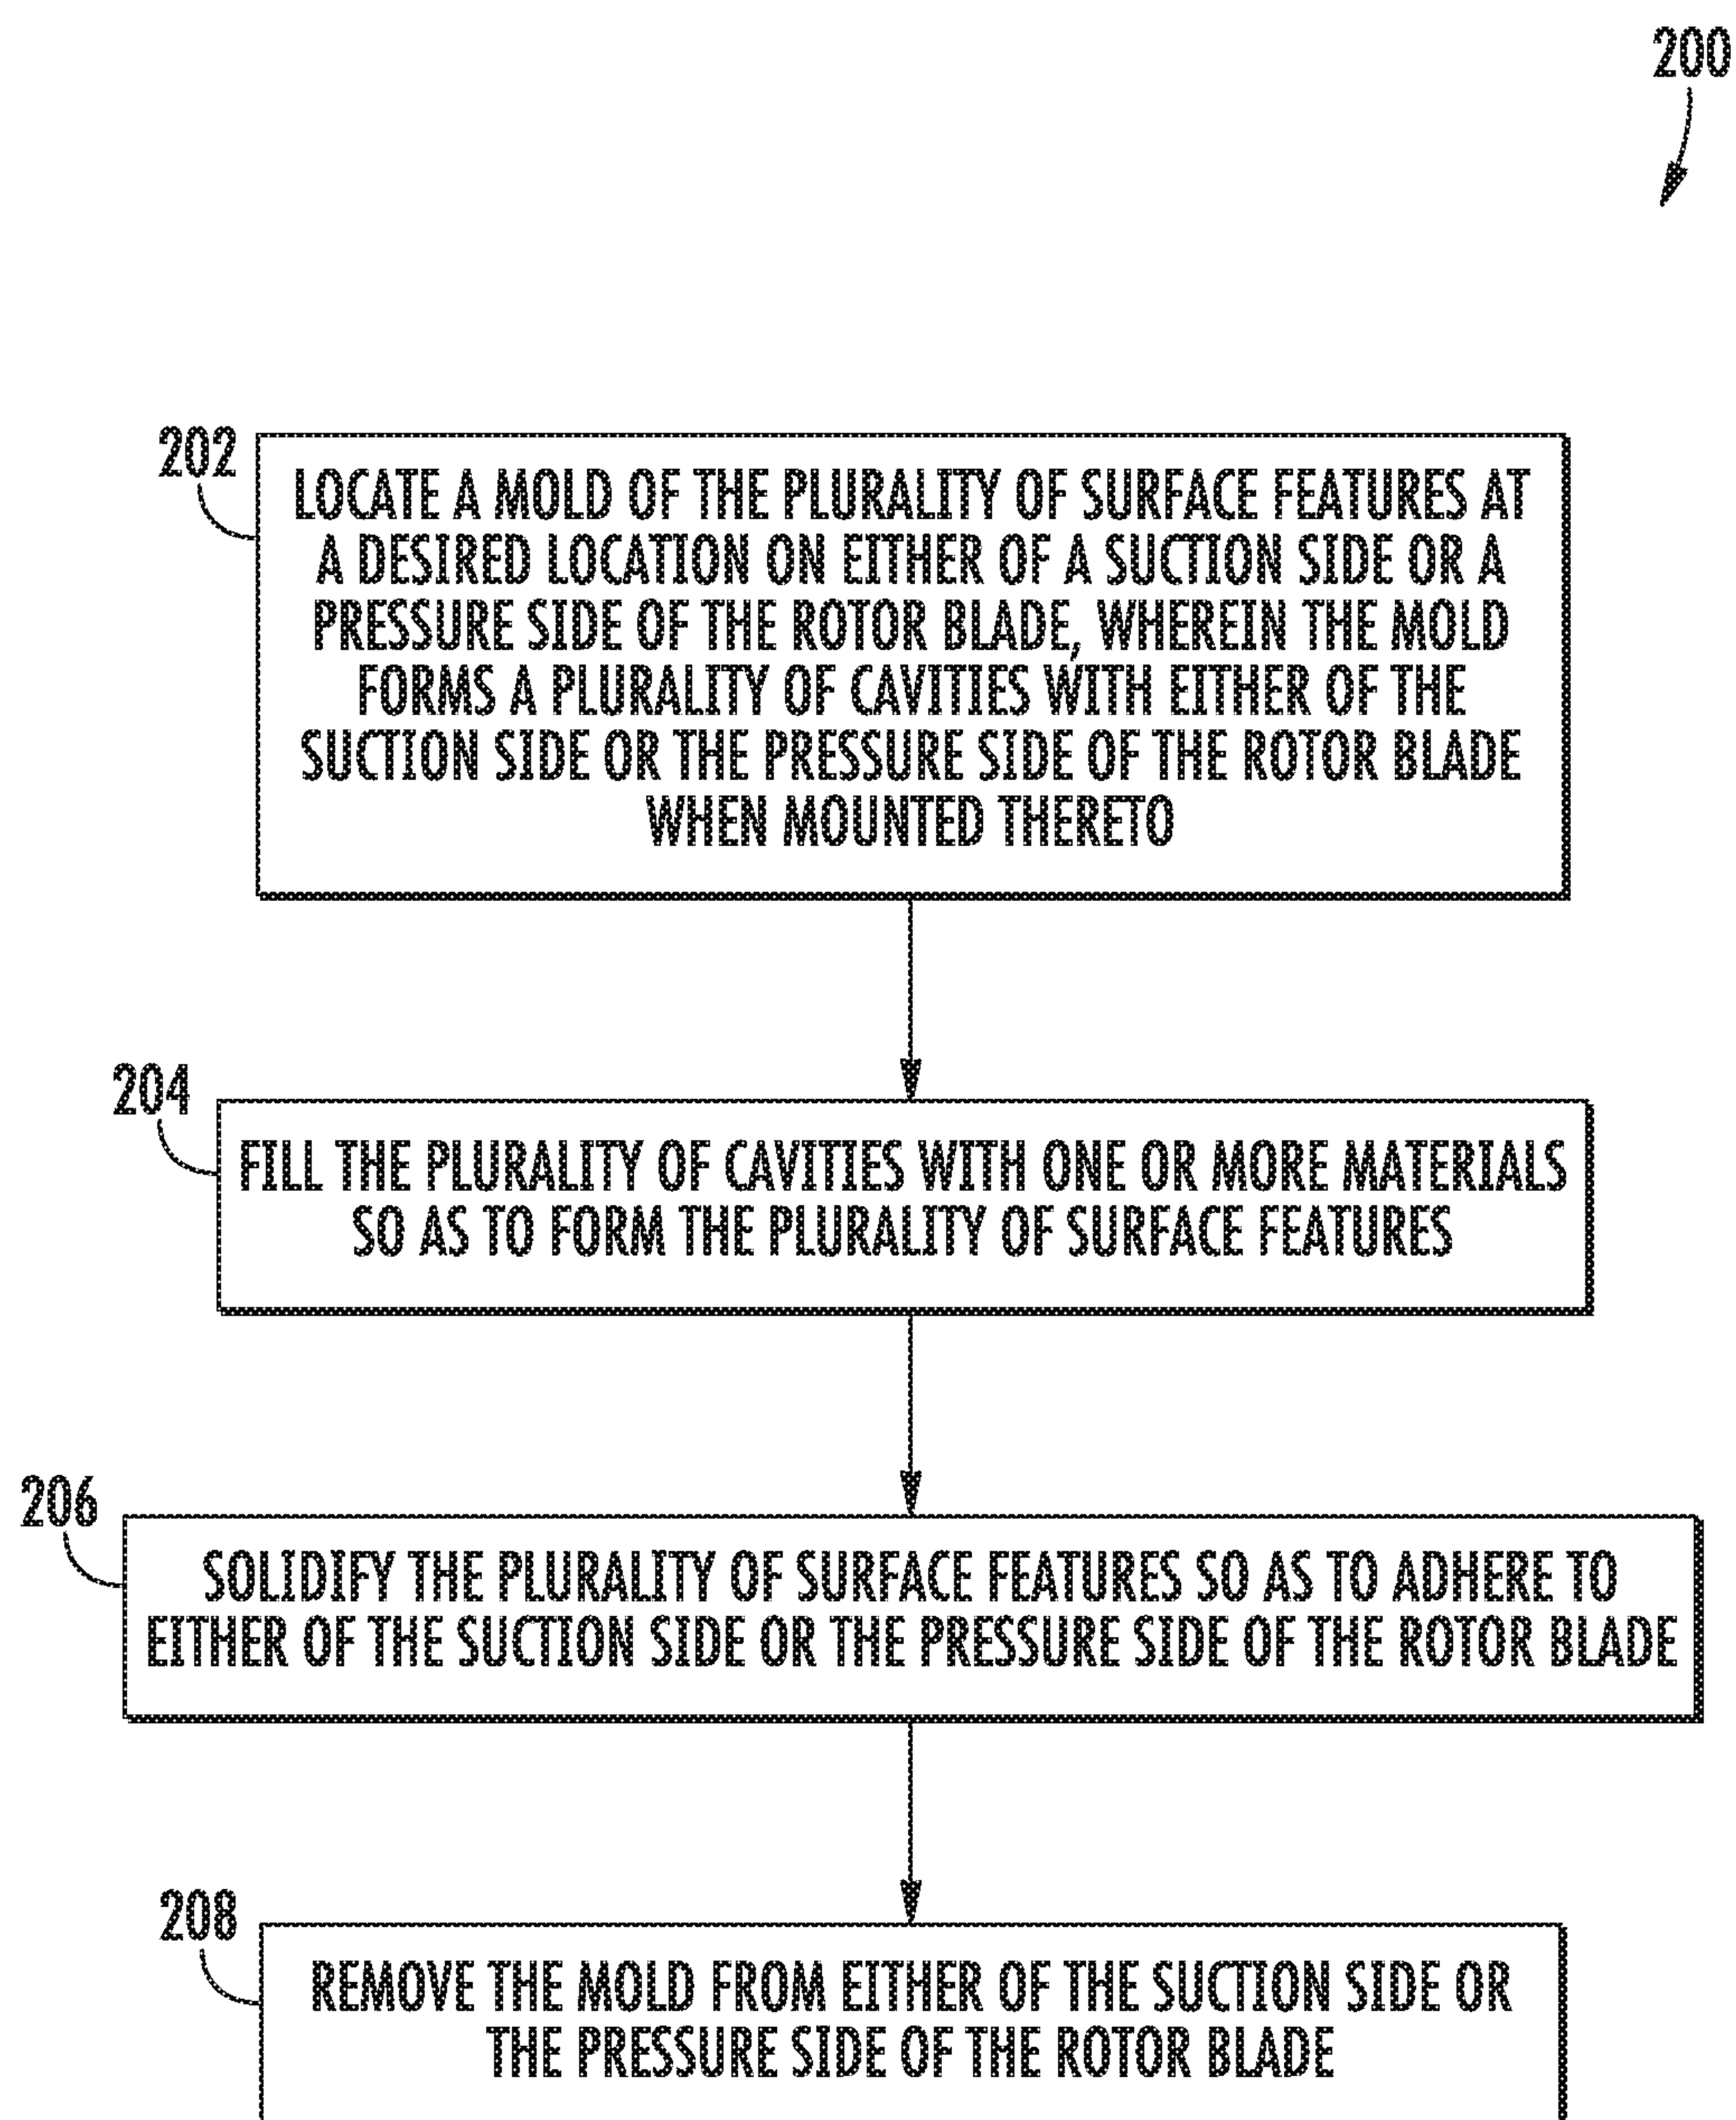 200
202
LOCATE A MOLD OF THE PLURALITY OF SURFACE FEATURES AT
A DESIRED LOCATION ON EITHER OF A SUCTION SIDE OR A
PRESSURE SIDE OF THE ROTOR BLADE, WHEREIN THE MOLD
FORMS A PLURALITY OF CAVITIES WITH EITHER OF THE
SUCTION SIDE OR THE PRESSURE SIDE OF THE ROTOR BLADE
WHEN MOUNTED THERETO
204
FILL THE PLURALITY OF CAVITIES WITH ONE OR MORE MATERIALS
SO AS TO FORM THE PLURALITY OF SURFACE FEATURES
206
SOLIDIFY THE PLURALITY OF SURFACE FEATURES SO AS TO ADHERE TO
EITHER OF THE SUCTION SIDE OR THE PRESSURE SIDE OF THE ROTOR BLADE
208
REMOVE THE MOLD FROM EITHER OF THE SUCTION SIDE OR
THE PRESSURE SIDE OF THE ROTOR BLADE